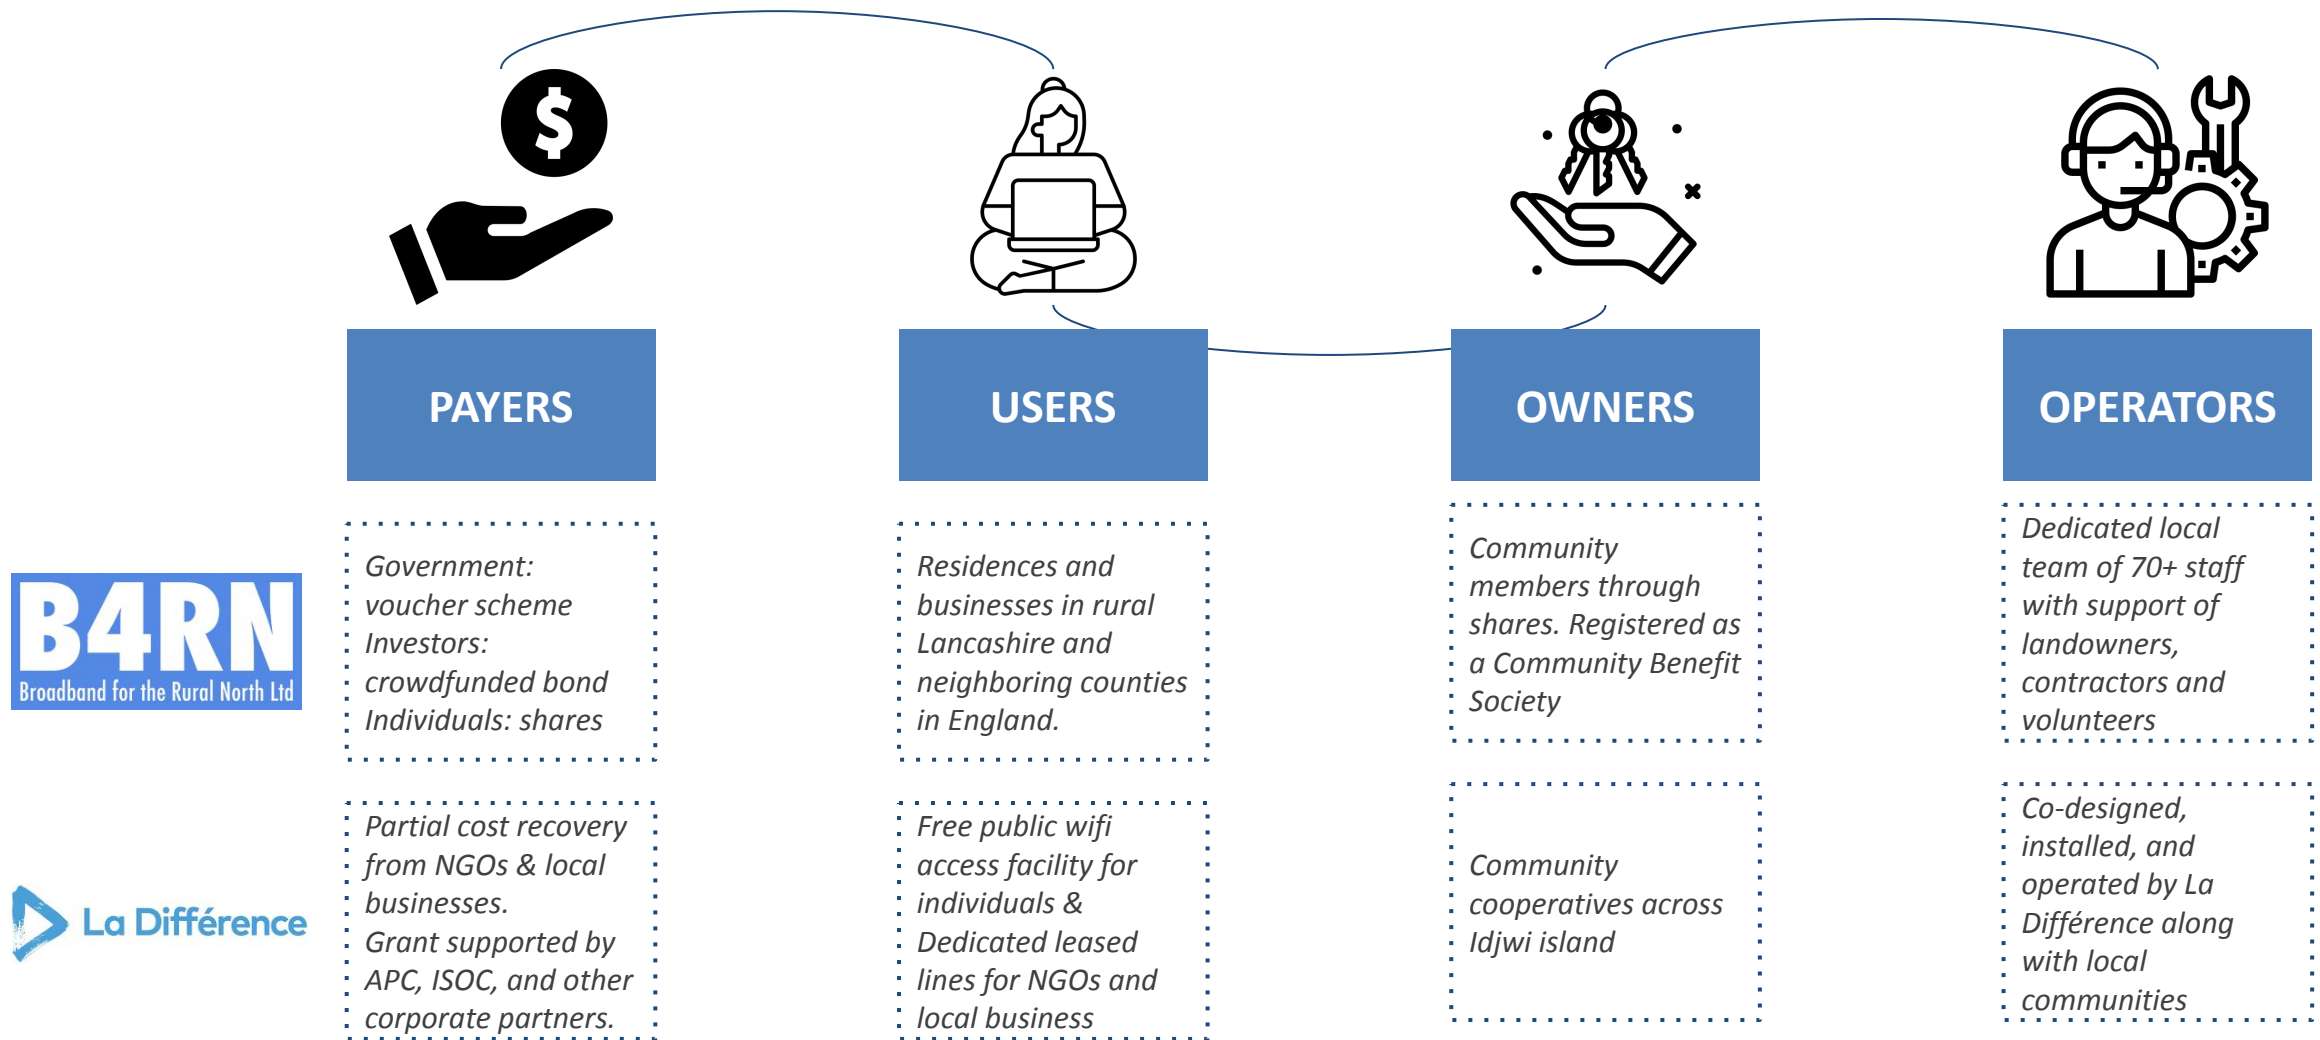 $
PAYERS
USERS
OWNERS
OPERATORS
B4RN
Broadband for the Rural North Ltd
Government:
voucher scheme
Investors:
crowdfunded bond
Individuals: shares
Residences and
businesses in rural
Lancashire and
neighboring counties
in England.
Community
members through
shares. Registered as
a Community Benefit
Society
Dedicated local
team of 70+ staff
with support of
landowners,
contractors and
volunteers
La Différence
Partial cost recovery
from NGOs & local
businesses.
Grant supported by
APC, ISOC, and other
corporate partners.
Free public wifi
access facility for
individuals &
Dedicated leased
lines for NGOs and
local business
Community
cooperatives across
Idjwi island
Co-designed,
installed, and
operated by La
Différence along
with local
communities